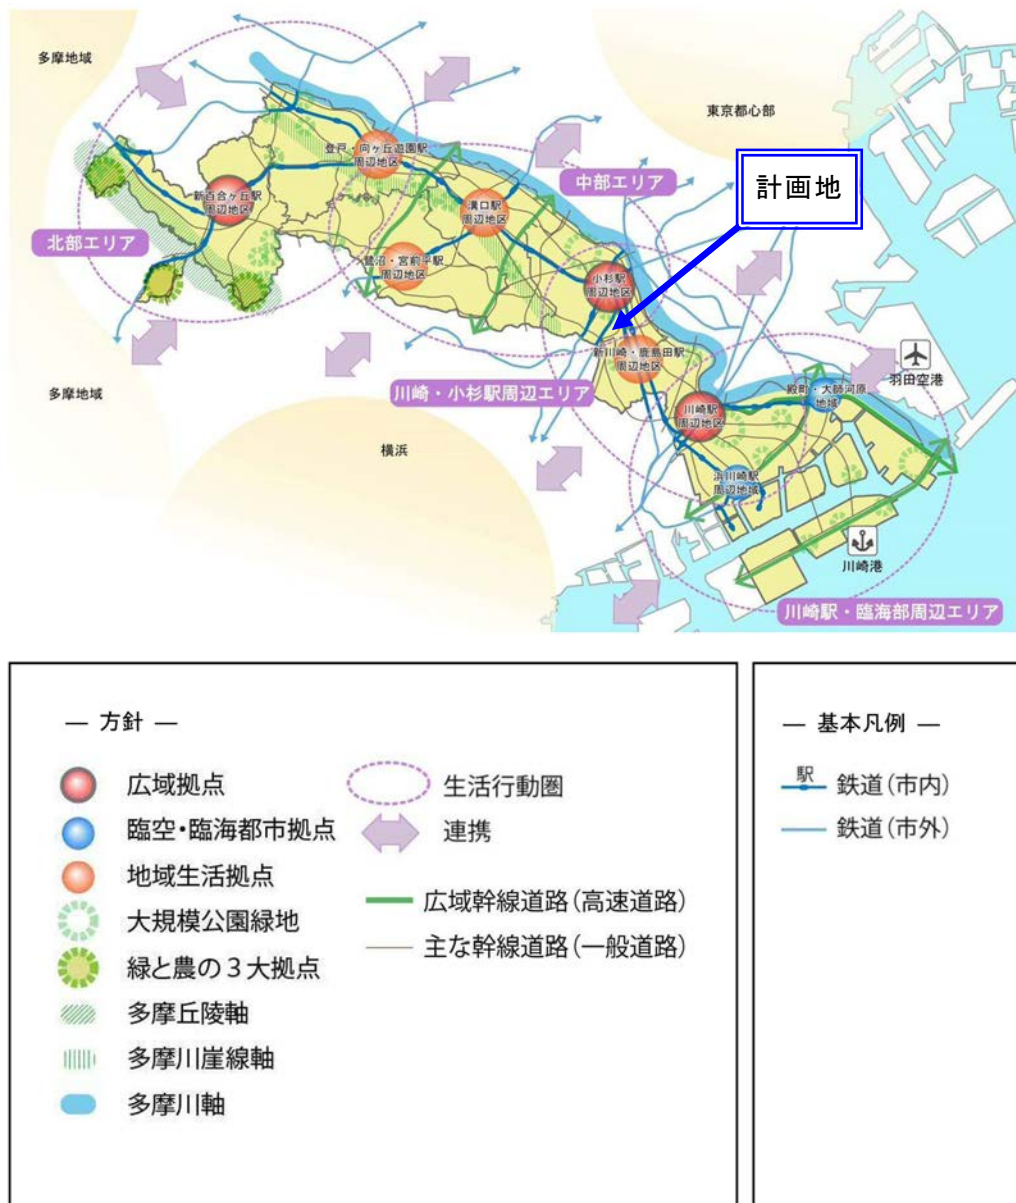 多摩地域
東京都心部
計画地
登戸・向ヶ丘遊園駅
周辺地区
中部エリア
新百合ヶ丘駅
周辺地区
溝口駅
周辺地区
北部エリア
鷺沼・宮前平駅
周辺地区
小杉駅
周辺地区
多摩地域
川崎・小杉駅周辺エリア
新川崎・鹿島田駅
周辺地区
羽田空港
殿町・大師河原
地域
川崎駅
周辺地区
横浜
浜川崎駅
周辺地域
川崎港
川崎駅・臨海部周辺エリア
― 方針 ―
広域拠点
臨空・臨海都市拠点
地域生活拠点
大規模公園緑地
緑と農の3大拠点
多摩丘陵軸
多摩川崖線軸
多摩川軸
生活行動圏
連携
広域幹線道路(高速道路)
主な幹線道路(一般道路)
― 基本凡例 ―
駅
鉄道(市内)
鉄道(市外)